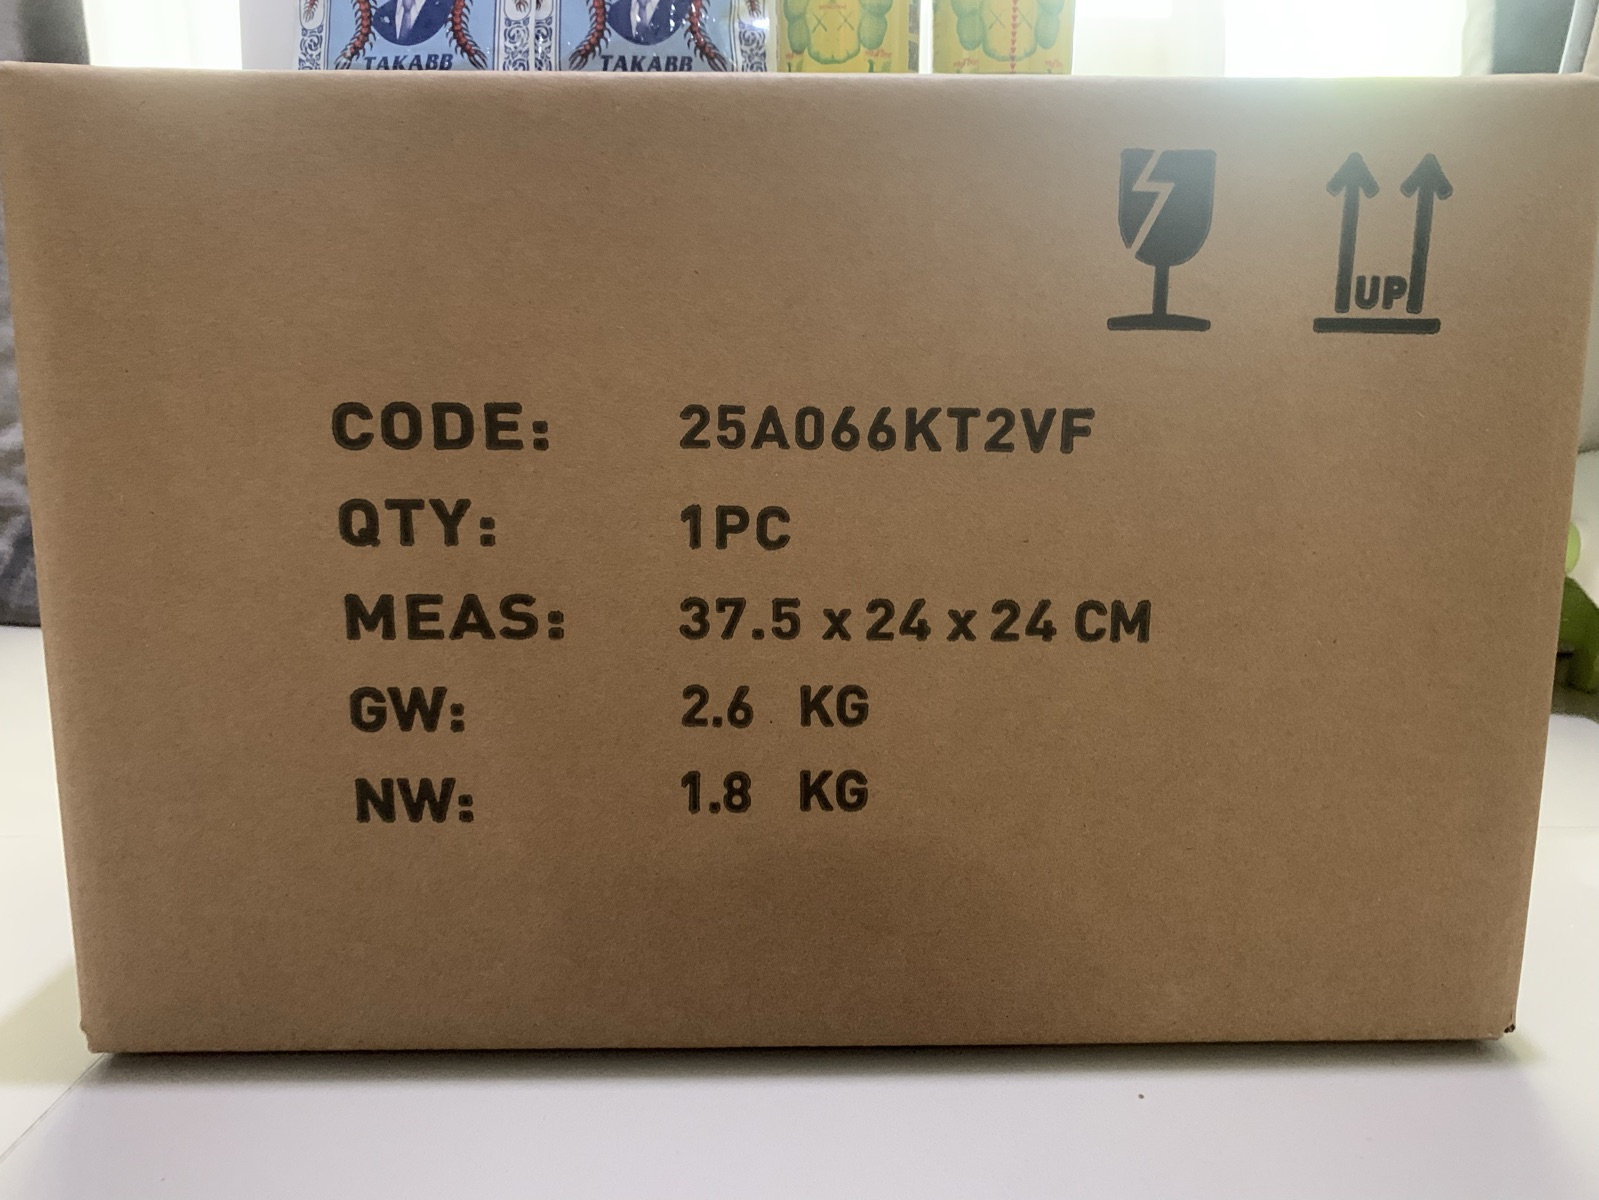 TAKABB TAKABB
UP
CODE: 25A066KT2VF
QTY: 1PC
MEAS: 37.5 x 24 x 24 CM
GW: 2.6 KG
NW: 1.8 KG